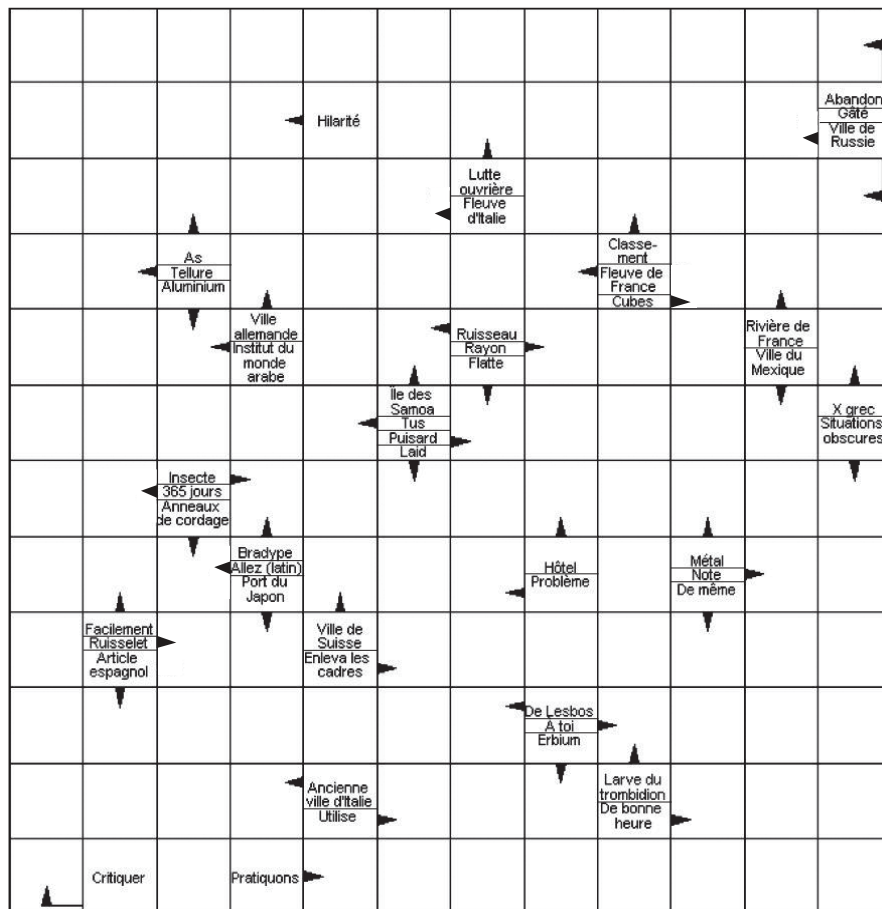 Hilarité
Abandon
Gâté
Ville de
Russie
Lutte
ouvrière
Fleuve
d'Italie
As
Tellure
Aluminium
Classe-
ment
Fleuve de
France
Cubes
Ville
allemande
Institut du
monde
arabe
Ruisseau
Rayon
Flatte
Rivière de
France
Ville du
Mexique
Île des
Samoa
Tus
Puisard
Laid
X grec
Situations
obscures
Insecte
365 jours
Anneaux
de cordage
Bradype
Allez (latin)
Port du
Japon
Hôtel
Problème
Métal
Note
De même
Facilement
Ruisselet
Article
espagnol
Ville de
Suisse
Enleva les
cadres
De Lesbos
À toi
Erbium
Ancienne
ville d'Italie
Utilise
Larve du
trombidion
De bonne
heure
Critiquer
Pratiquons